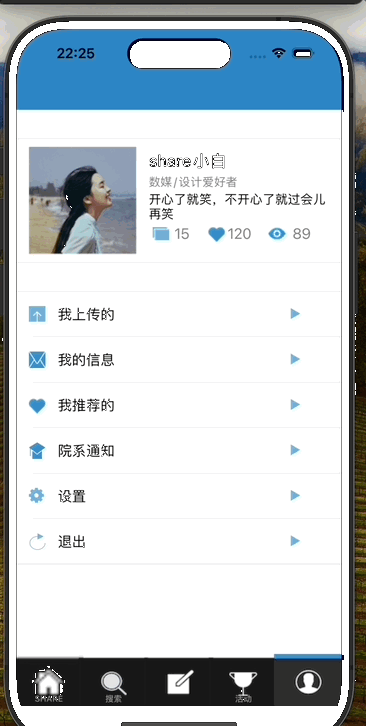 22:25
share小白
数媒/设计爱好者
开心了就笑，不开心了就过会儿
再笑
15 120 89
我上传的
我的信息
我推荐的
院系通知
设置
退出
SHARE 搜索 活动